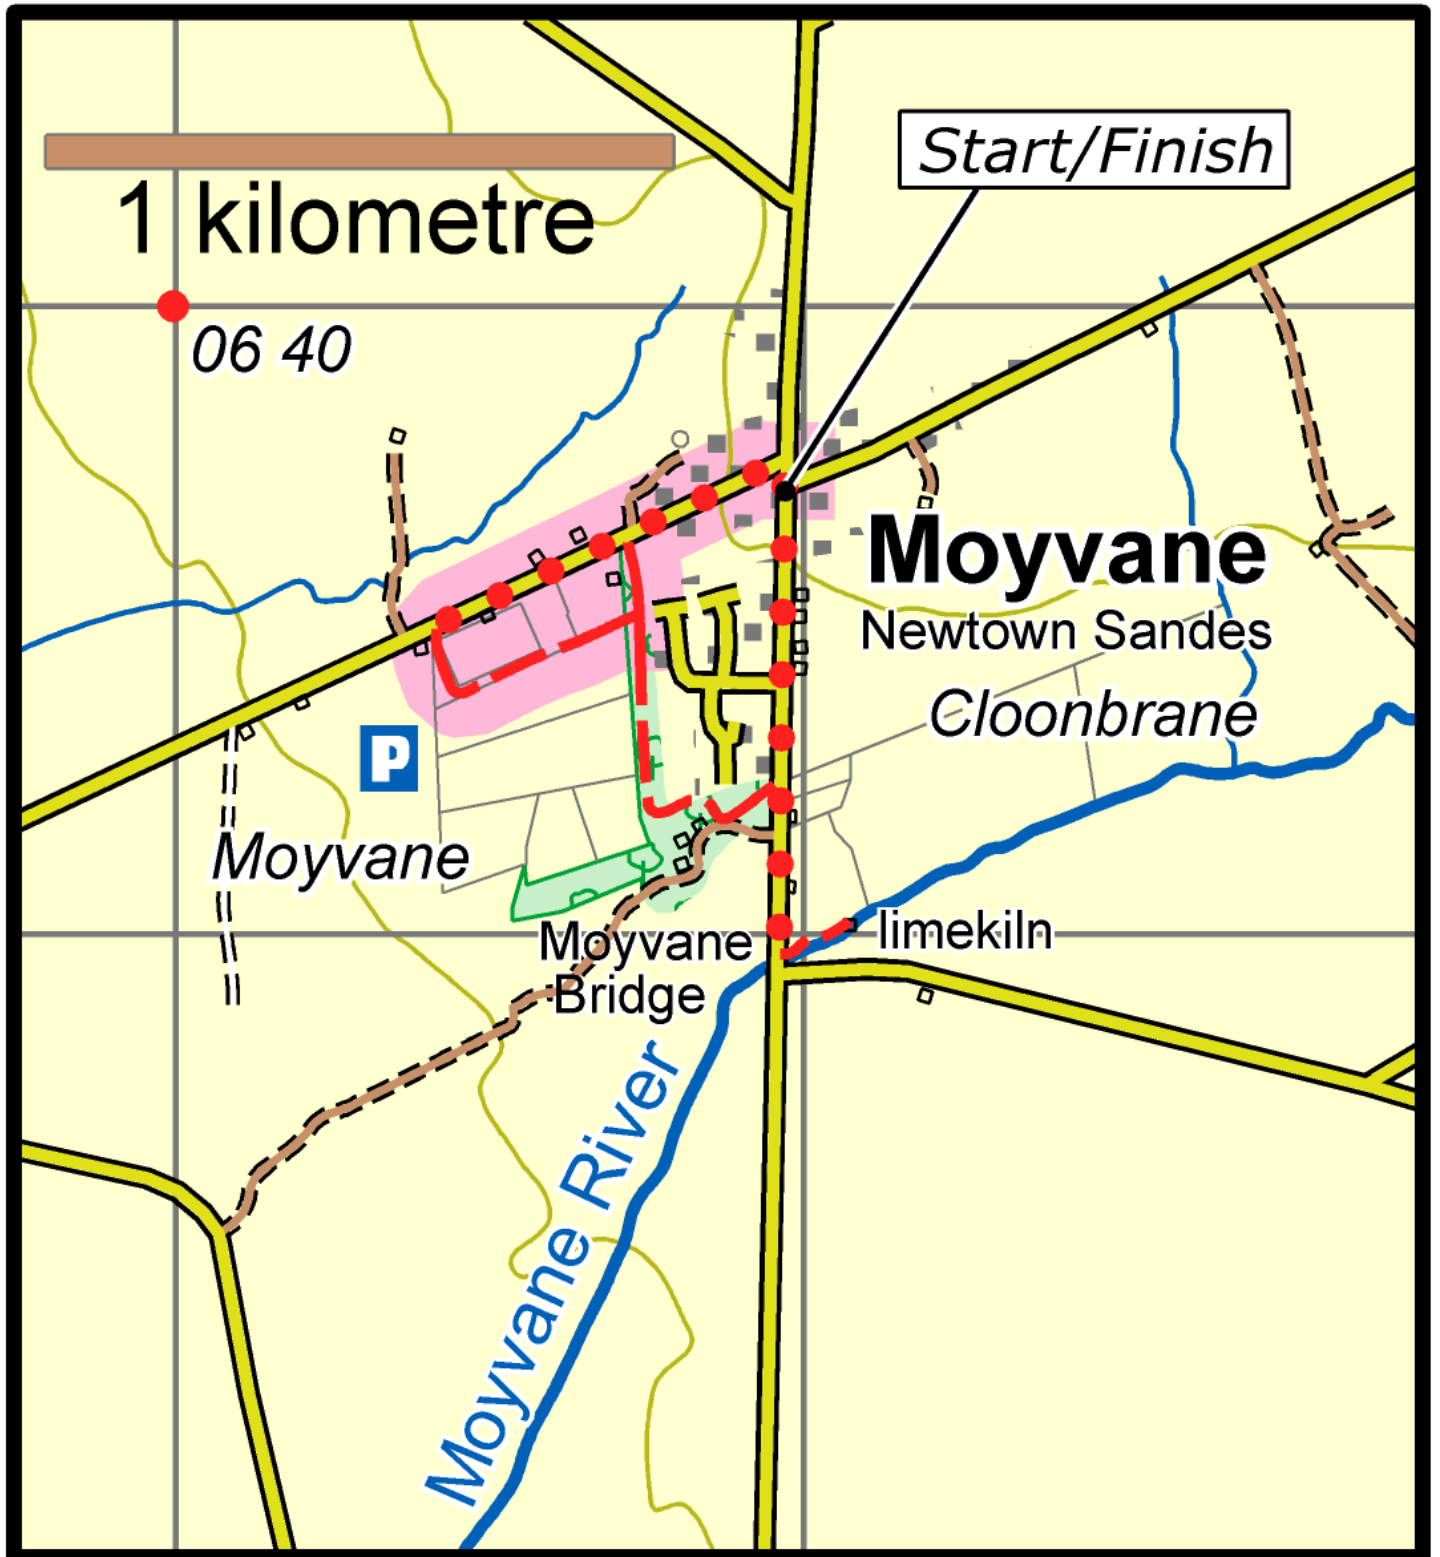 Start/Finish
1 kilometre
06 40
Moyvane
Newtown Sandes
Cloonbrane
P
Moyvane
Moyvane
Bridge
limekiln
Moyvane River